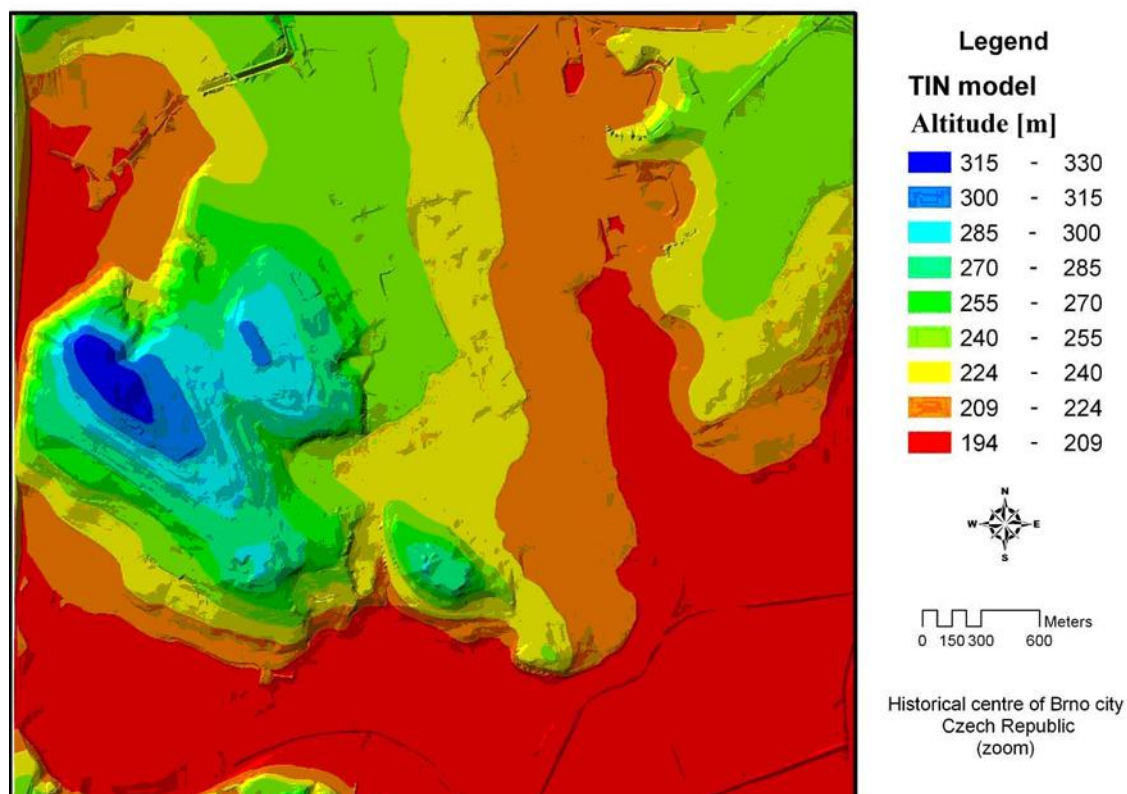 Legend
TIN model
Altitude [m]
315 - 330
300 - 315
285 - 300
270 - 285
255 - 270
240 - 255
224 - 240
209 - 224
194 - 209
N
W E
S
Meters
0 150 300 600
Historical centre of Brno city
Czech Republic
(zoom)